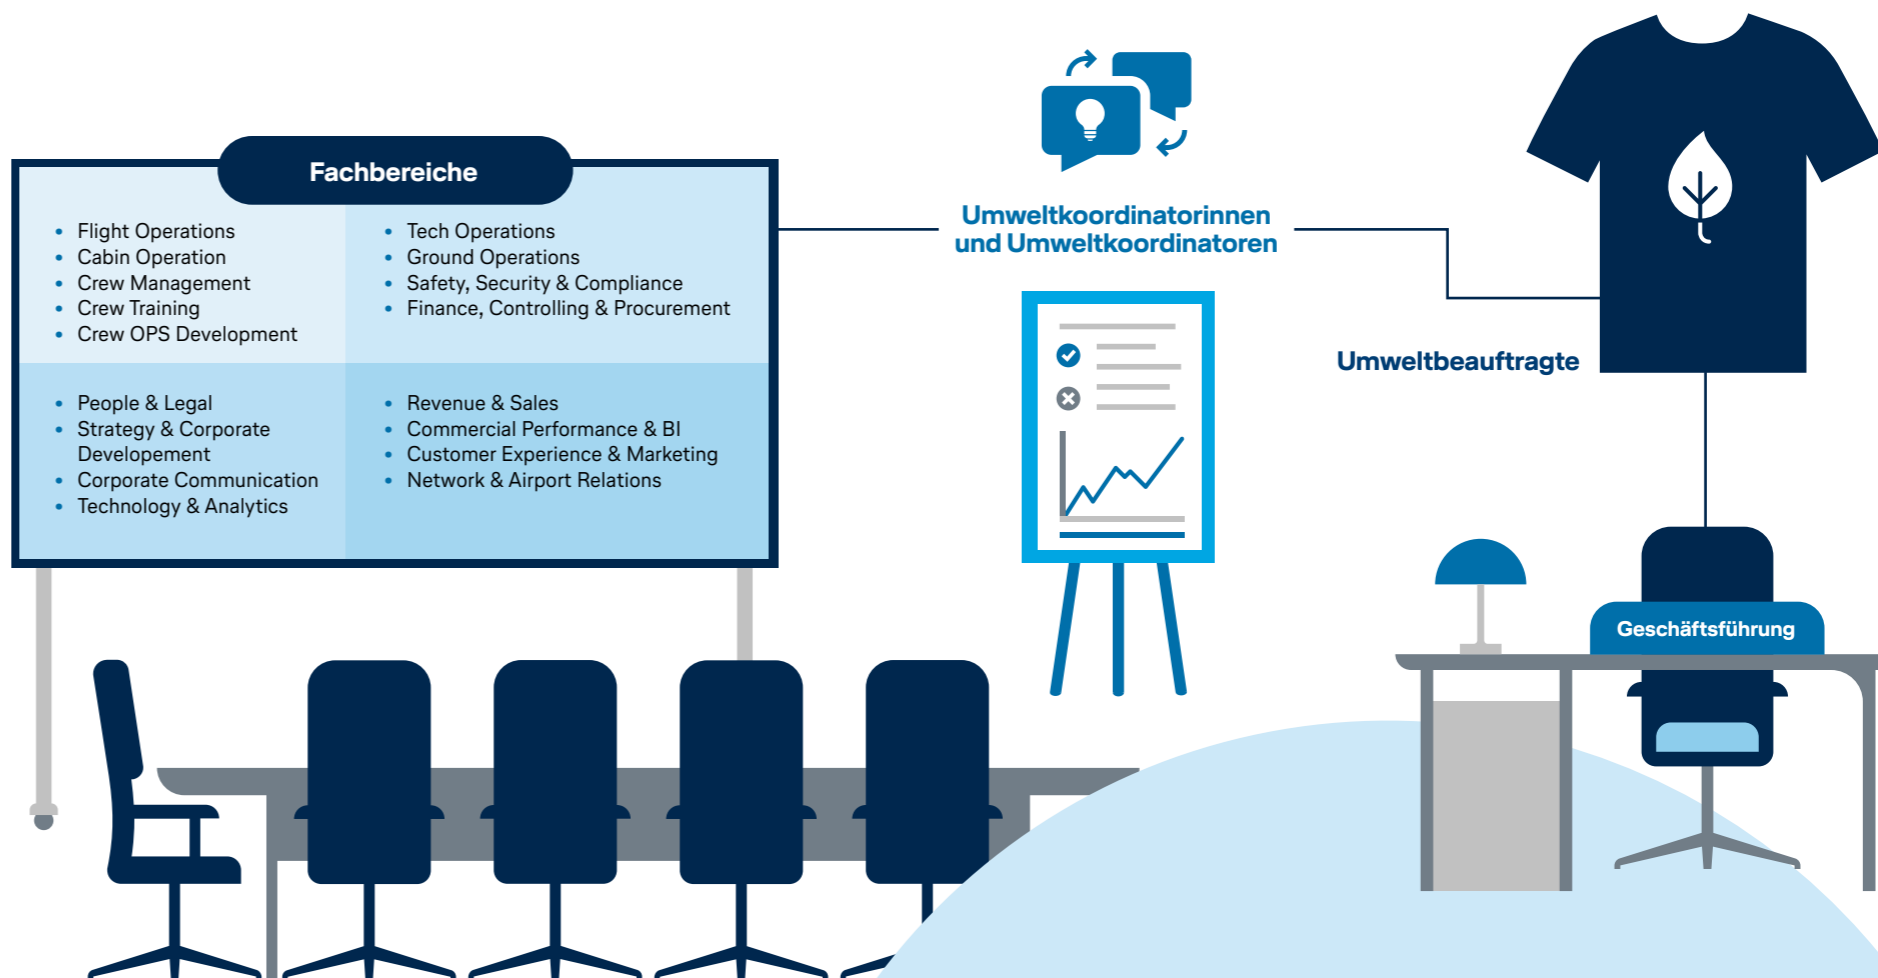 Fachbereiche
Flight Operations
Cabin Operation
Crew Management
Crew Training
Crew OPS Development
Tech Operations
Ground Operations
Safety, Security & Compliance
Finance, Controlling & Procurement
People & Legal
Strategy & Corporate
Developement
Corporate Communication
Technology & Analytics
Revenue & Sales
Commercial Performance & BI
Customer Experience & Marketing
Network & Airport Relations
Umweltkoordinatorinnen
und Umweltkoordinatoren
Umweltbeauftragte
Geschäftsführung